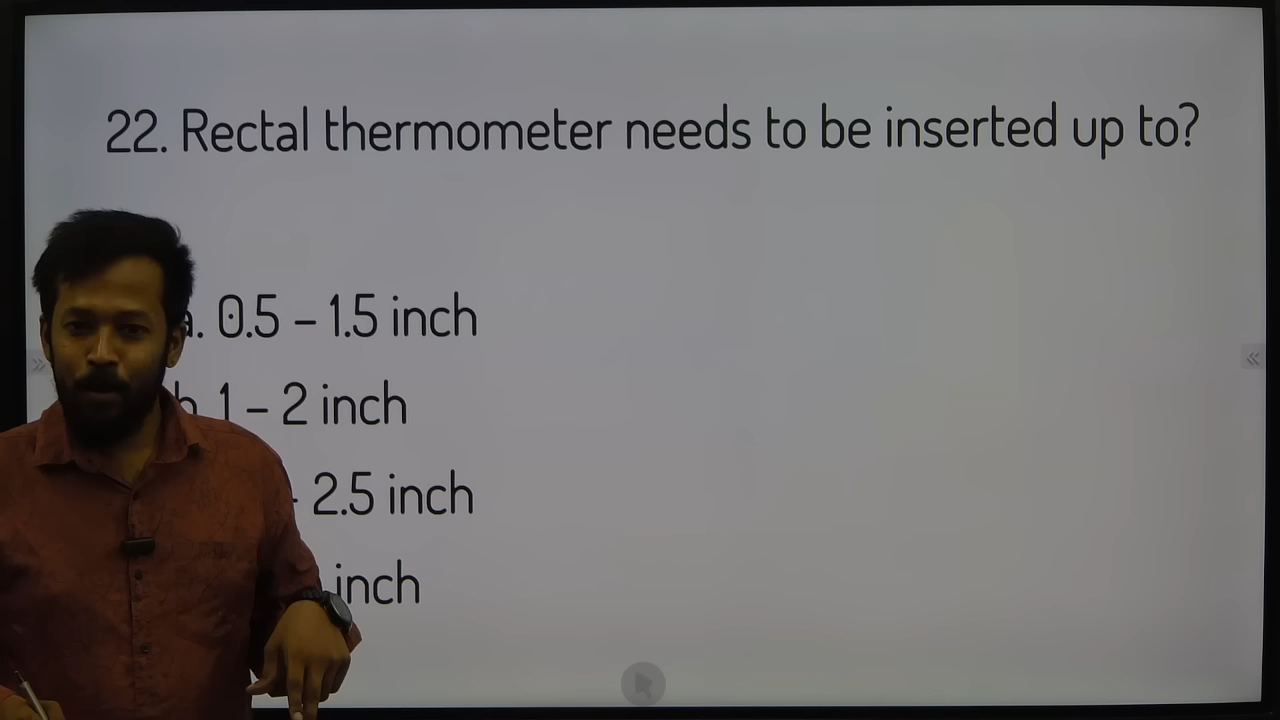 22. Rectal thermometer needs to be inserted up to?
a. 0.5 – 1.5 inch
b. 1 – 2 inch
- 2.5 inch
inch